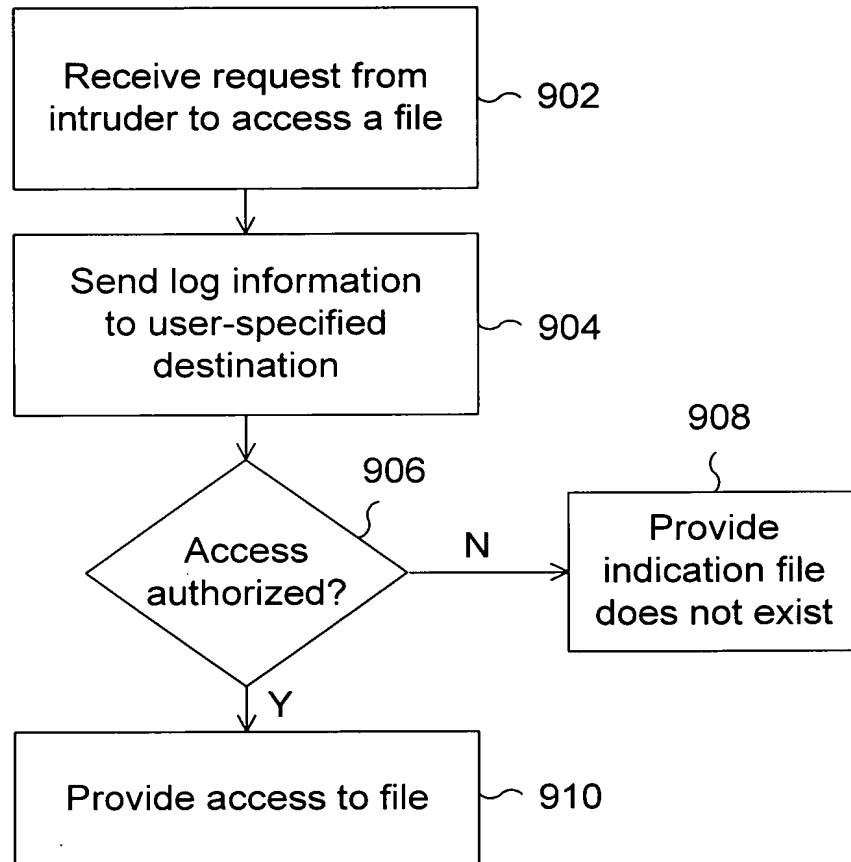 Receive request from
intruder to access a file
902
Send log information
to user-specified
destination
904
906
Access
authorized?
N
908
Provide
indication file
does not exist
Y
Provide access to file
910